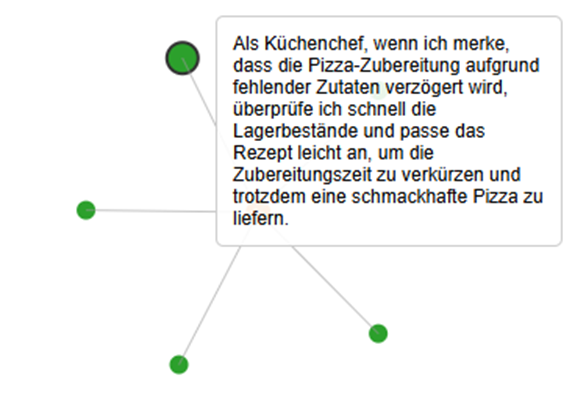 Als Küchenchef, wenn ich merke,
dass die Pizza-Zubereitung aufgrund
fehlender Zutaten verzögert wird,
überprüfe ich schnell die
Lagerbestände und passe das
Rezept leicht an, um die
Zubereitungszeit zu verkürzen und
trotzdem eine schmackhafte Pizza zu
liefern.